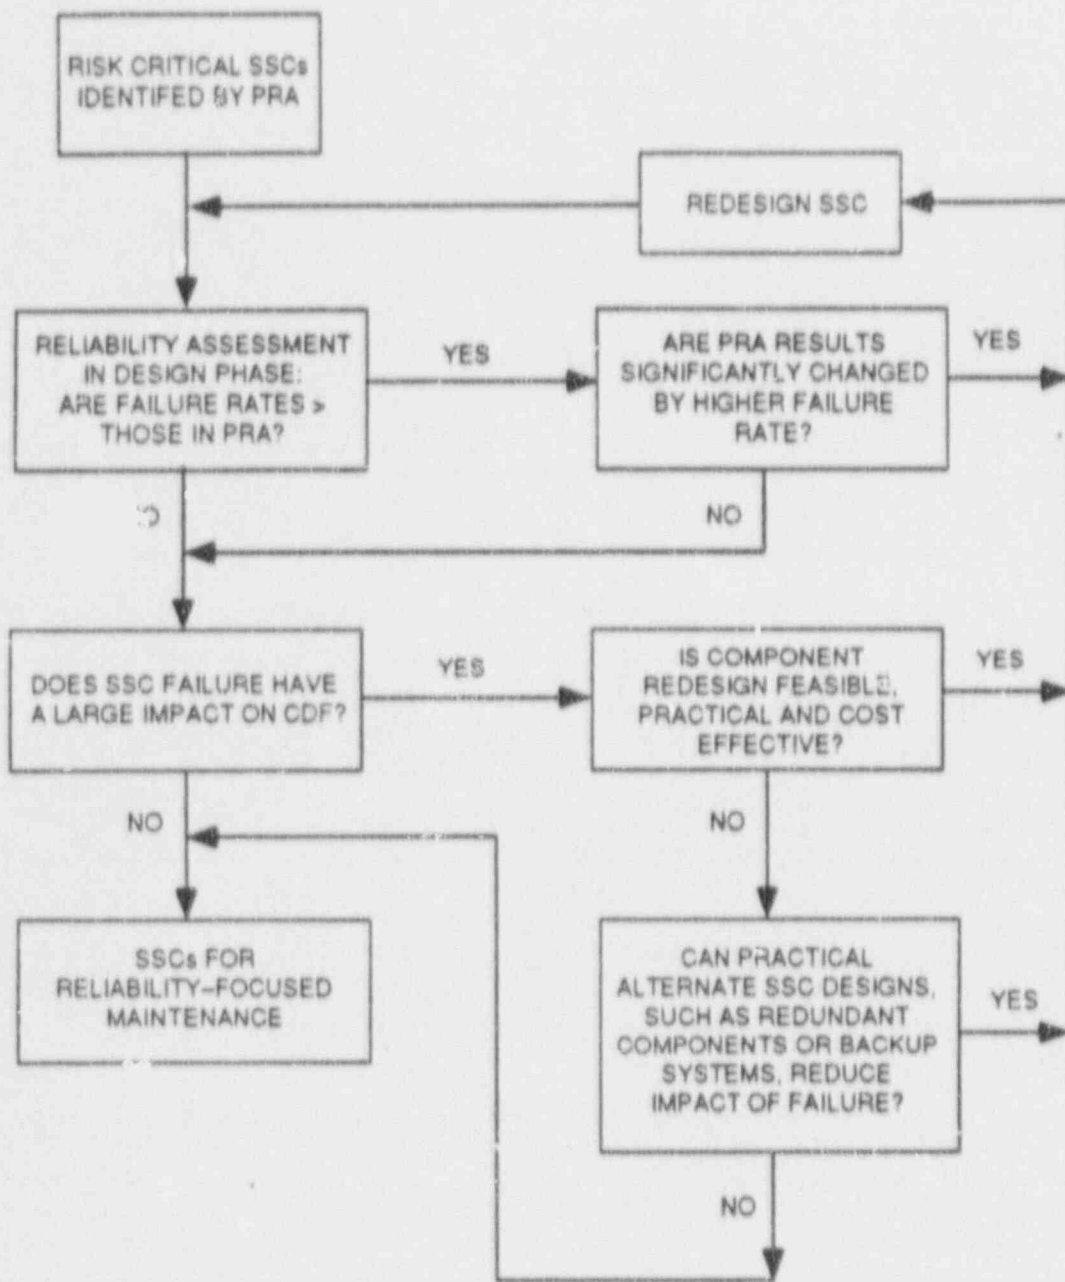 RISK CRITICAL SSCs
IDENTIFED BY PRA
REDESIGN SSC
RELIABILITY ASSESSMENT
IN DESIGN PHASE:
ARE FAILURE RATES >
THOSE IN PRA?
YES
ARE PRA RESULTS
SIGNIFICANTLY CHANGED
BY HIGHER FAILURE
RATE?
YES
NO
DOES SSC FAILURE HAVE
A LARGE IMPACT ON CDF?
YES
IS COMPONENT
REDESIGN FEASIBLE,
PRACTICAL AND COST
EFFECTIVE?
YES
NO
NO
SSCs FOR
RELIABILITY-FOCUSED
MAINTENANCE
CAN PRACTICAL
ALTERNATE SSC DESIGNS,
SUCH AS REDUNDANT
COMPONENTS OR BACKUP
SYSTEMS, REDUCE
IMPACT OF FAILURE?
YES
NO